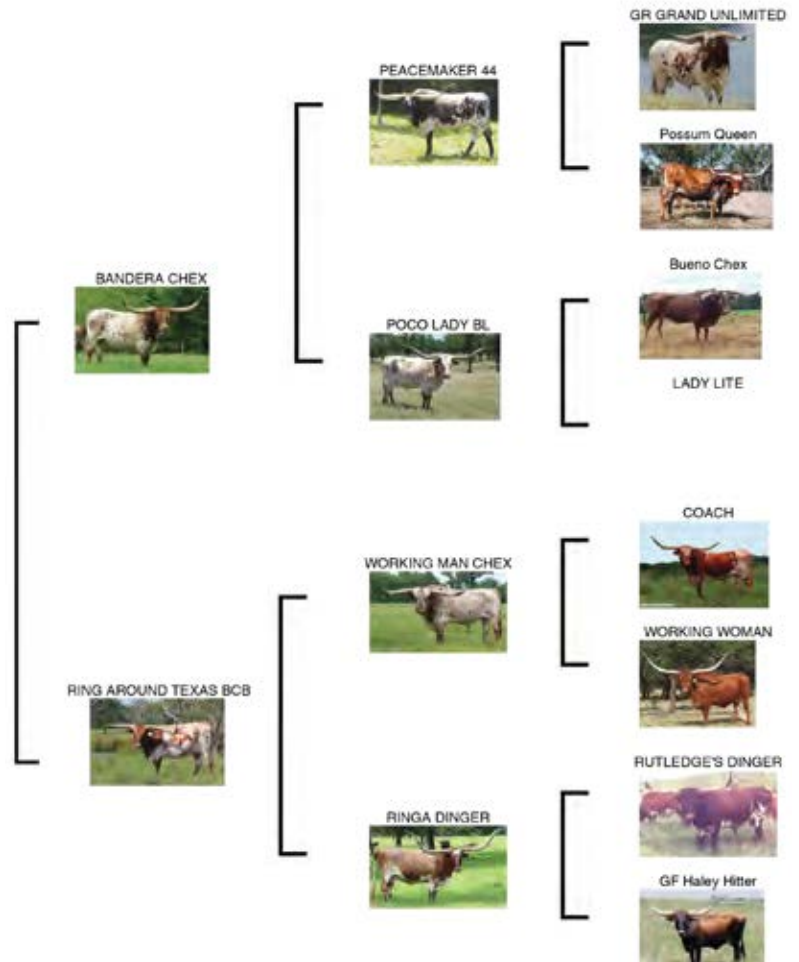 GR GRAND UNLIMITED
PEACEMAKER 44
Possum Queen
BANDERA CHEX
Bueno Chex
POCO LADY BL
LADY LITE
COACH
WORKING MAN CHEX
WORKING WOMAN
RING AROUND TEXAS BCB
RUTLEDGE'S DINGER
RINGA DINGER
GF Haley Hitter